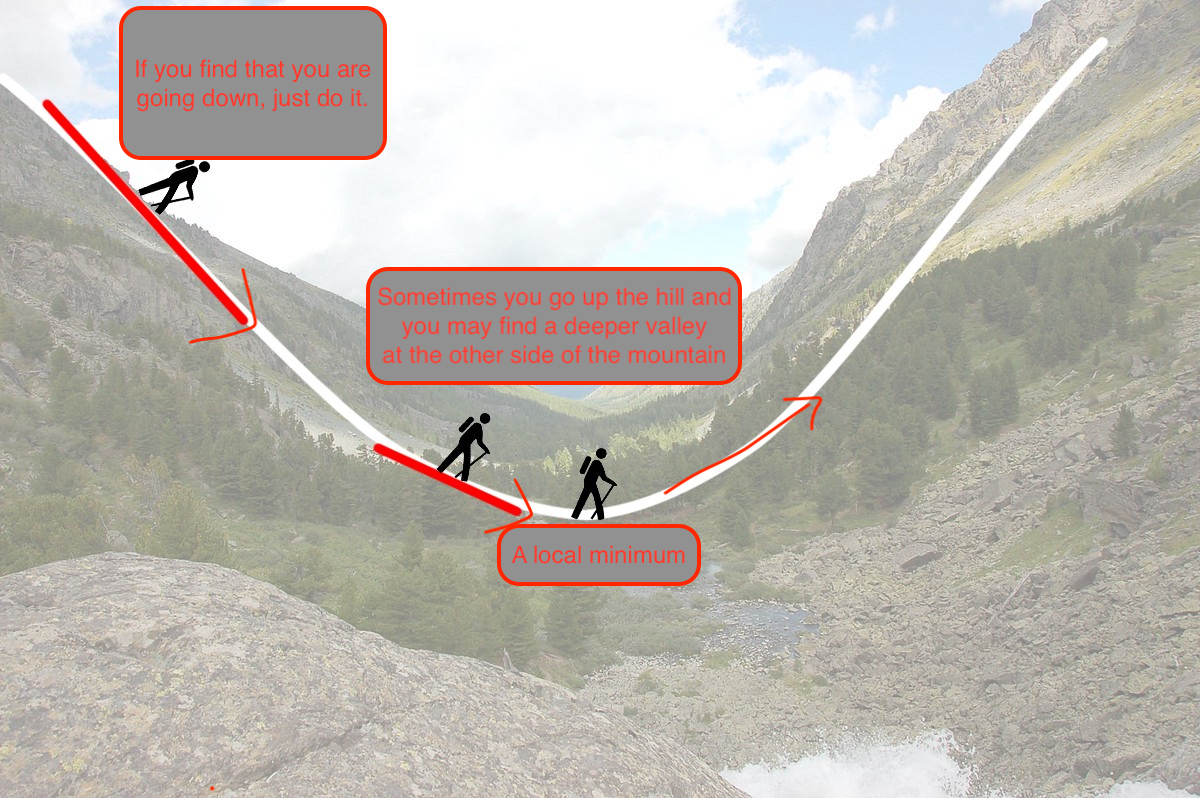 If you find that you are
going down, just do it.
Sometimes you go up the hill and
you may find a deeper valley
at the other side of the mountain
A local minimum